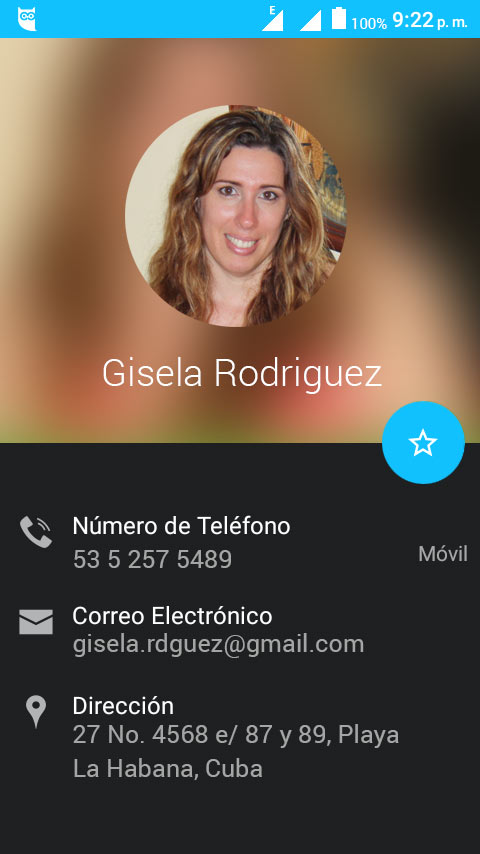 E 100% 9:22 p. m.
Gisela Rodriguez
Número de Teléfono
53 5 257 5489 Móvil
Correo Electrónico
gisela.rdguez@gmail.com
Dirección
27 No. 4568 e/ 87 y 89, Playa
La Habana, Cuba